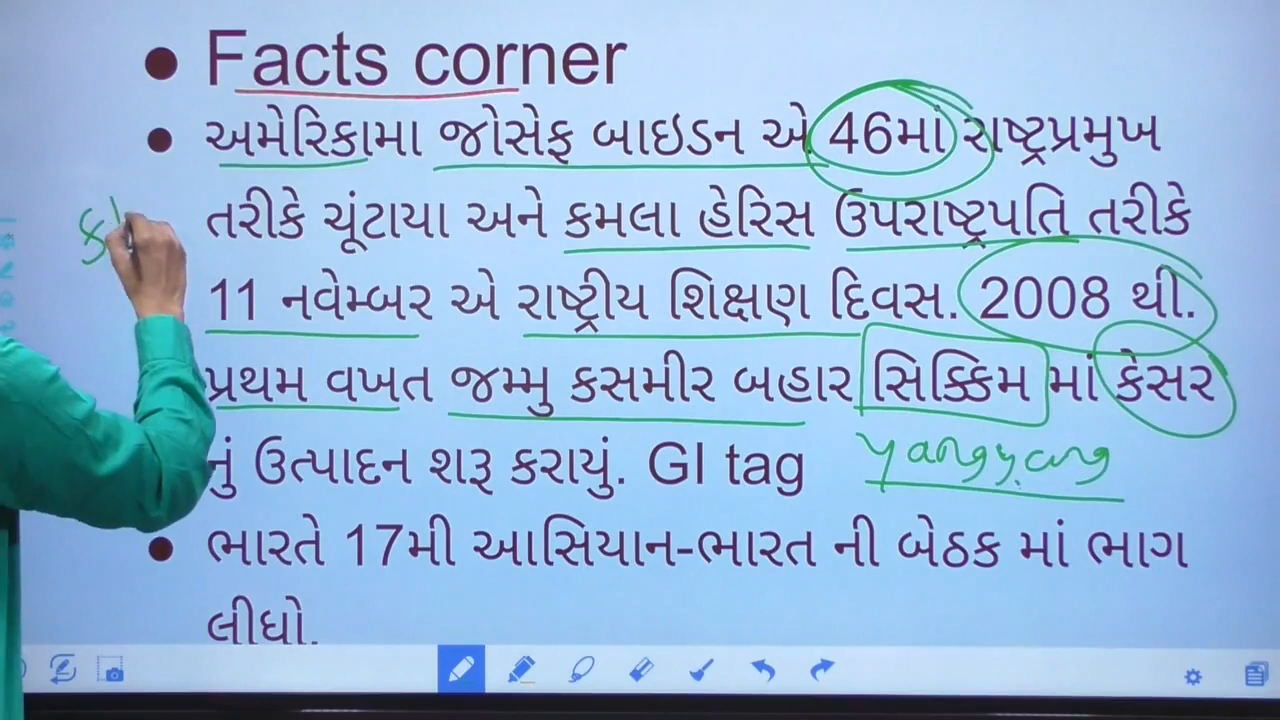 Facts corner
અમેરિકામા જોસેફ બાઇડન એ 46માં રાષ્ટ્રપ્રમુખ
તરીકે ચૂંટાયા અને કમલા હેરિસ ઉપરાષ્ટ્રપતિ તરીકે
11 નવેમ્બર એ રાષ્ટ્રીય શિક્ષણ દિવસ. 2008 થી.
પ્રથમ વખત જમ્મુ કસમીર બહાર સિક્કિમ માં કેસર
નું ઉત્પાદન શરૂ કરાયું. GI tag yangyang
ભારતે 17મી આસિયાન-ભારત ની બેઠક માં ભાગ
લીધો.